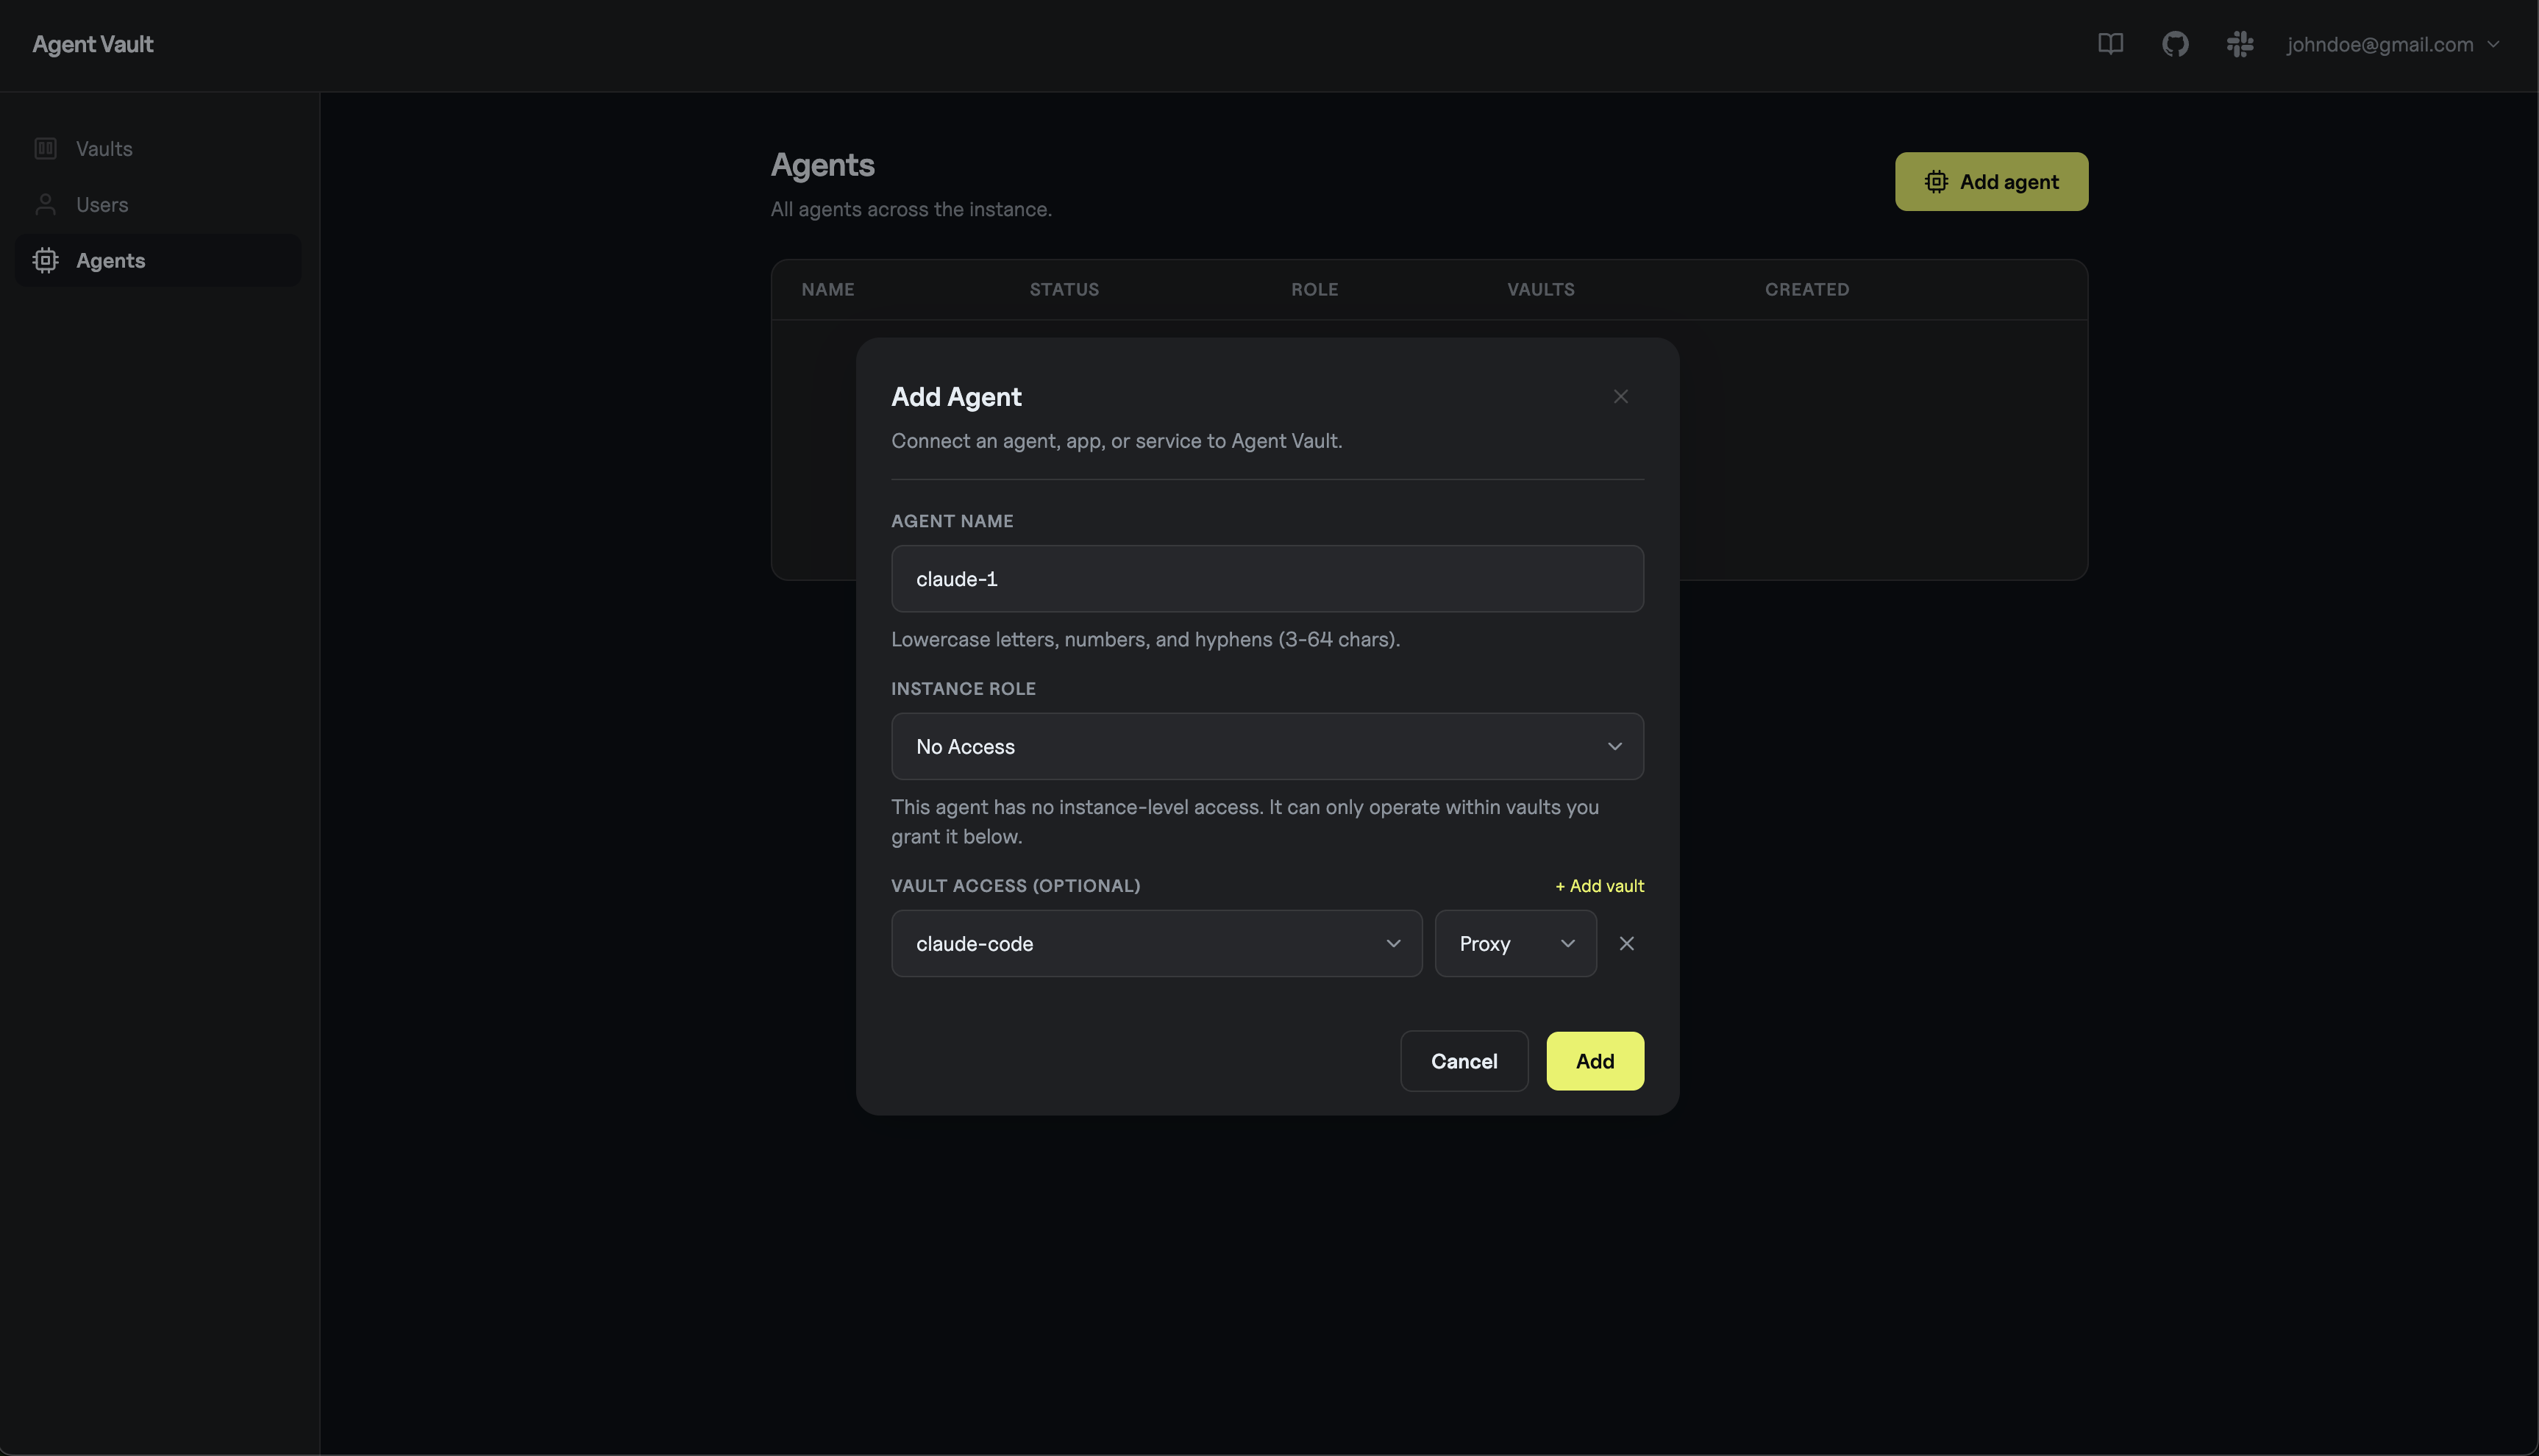 Agent Vault
johndoe@gmail.com
Vaults
Users
Agents
Agents
All agents across the instance.
Add agent
NAME STATUS ROLE VAULTS CREATED
Add Agent
Connect an agent, app, or service to Agent Vault.
AGENT NAME
claude-1
Lowercase letters, numbers, and hyphens (3-64 chars).
INSTANCE ROLE
No Access
This agent has no instance-level access. It can only operate within vaults you
grant it below.
VAULT ACCESS (OPTIONAL) + Add vault
claude-code Proxy
Cancel Add